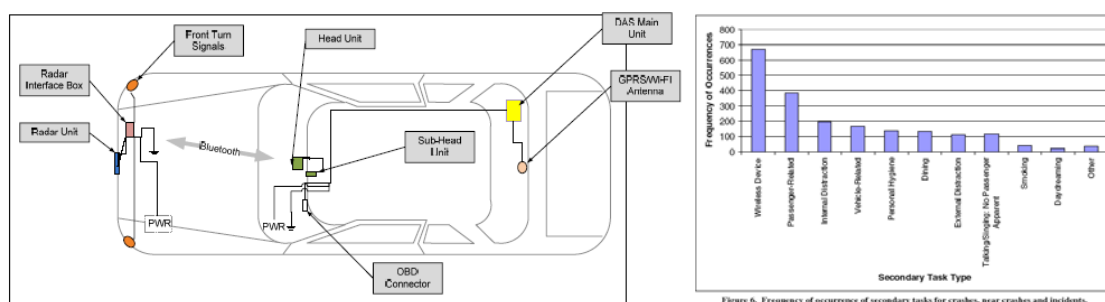 Front Turn
Signals
Head Unit
DAS Main
Unit
Radar
Interface Box
GPRS/WI-FI
Antenna
Radar Unit
Bluetooth
Sub-Head
Unit
PWR
PWR
OBD
Connector
Frequency of Occurrences
800
700
600
500
400
300
200
100
0
Wireless Device
Passenger-Related
Internal Distraction
Vehicle-Related
Personal Hygiene
Dining
External Distraction
Talking/Singing: No Passenger
Apparent
Smoking
Daydreaming
Other
Secondary Task Type
Figure 6. Frequency of occurrence of secondary tasks for crashes, near crashes and incidents.